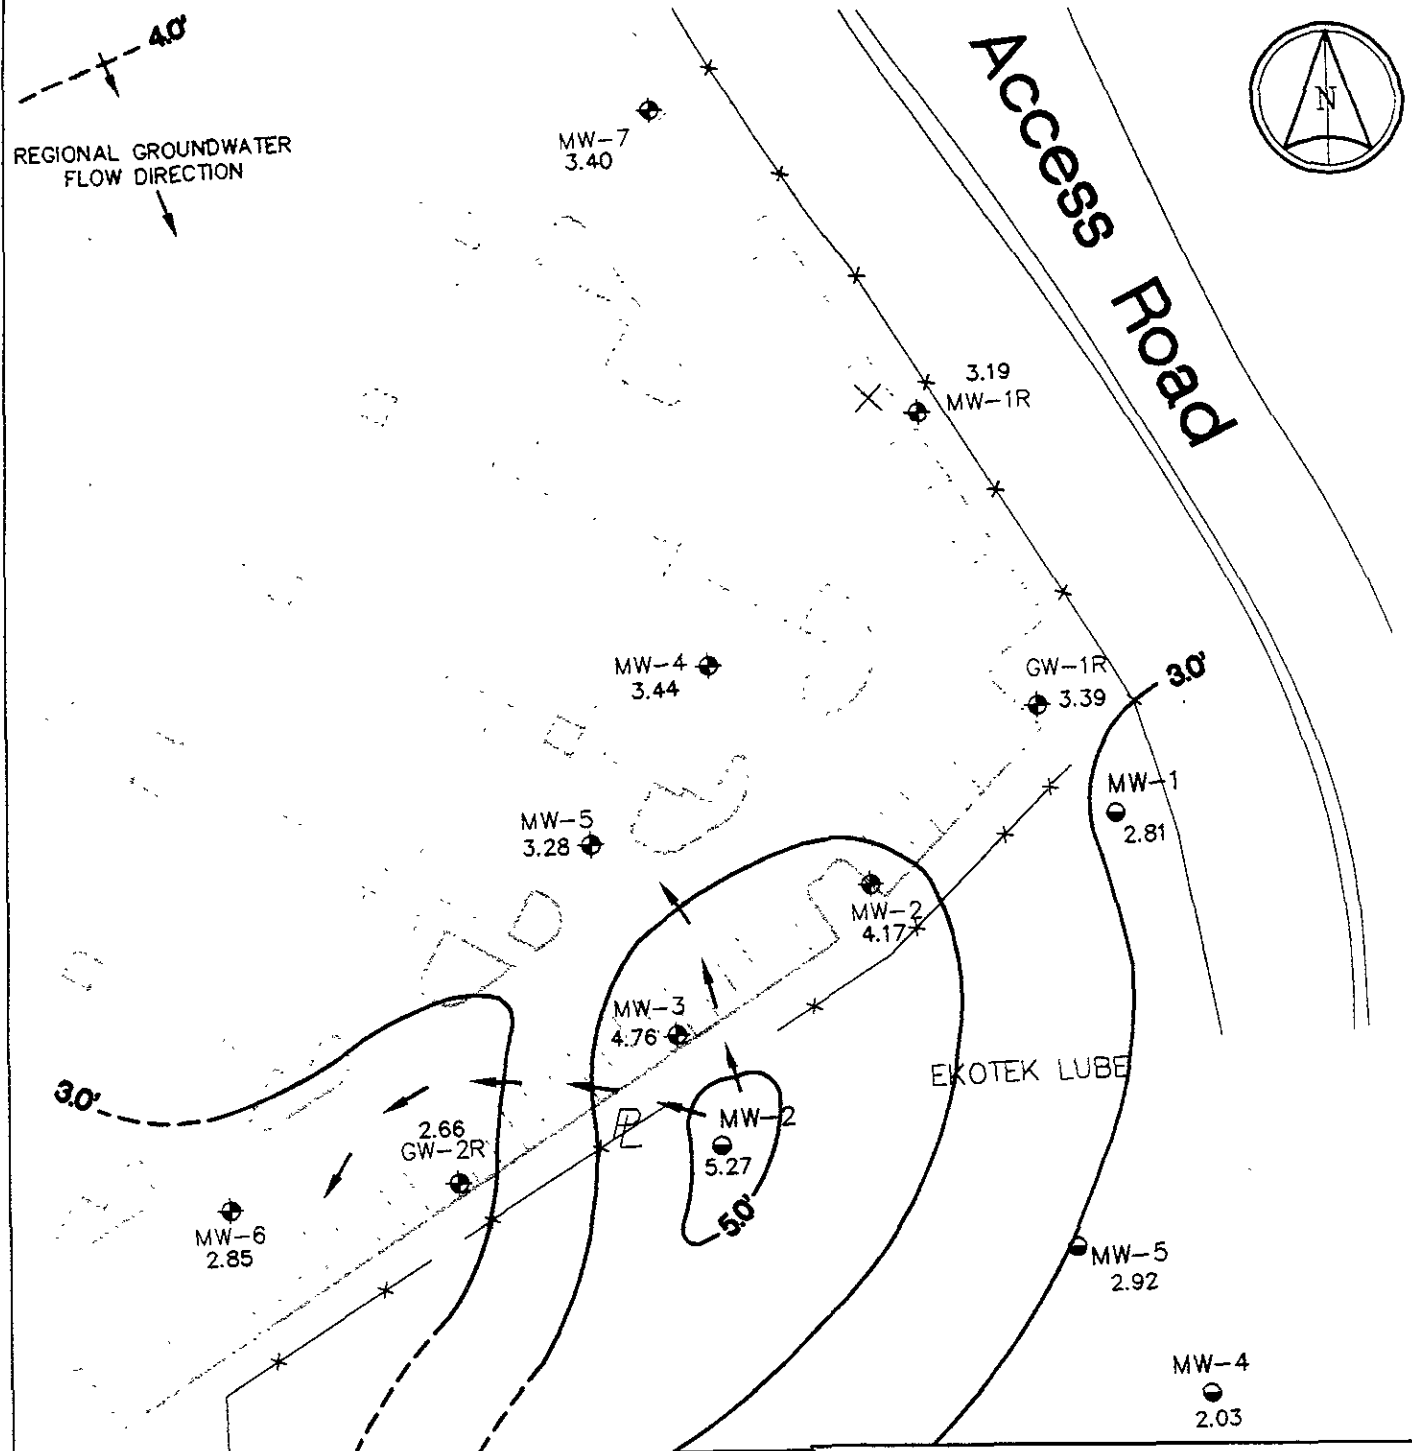 4.0'
REGIONAL GROUNDWATER
FLOW DIRECTION
MW-7
3.40
Access Road
N
3.19
MW-1R
MW-4
3.44
GW-1R
3.39
3.0'
MW-1
2.81
MW-5
3.28
MW-2
4.17
MW-3
4.76
EKOTEK LUBE
3.0'
PL
MW-2
5.27
5.0'
2.66
GW-2R
MW-6
2.85
MW-5
2.92
MW-4
2.03